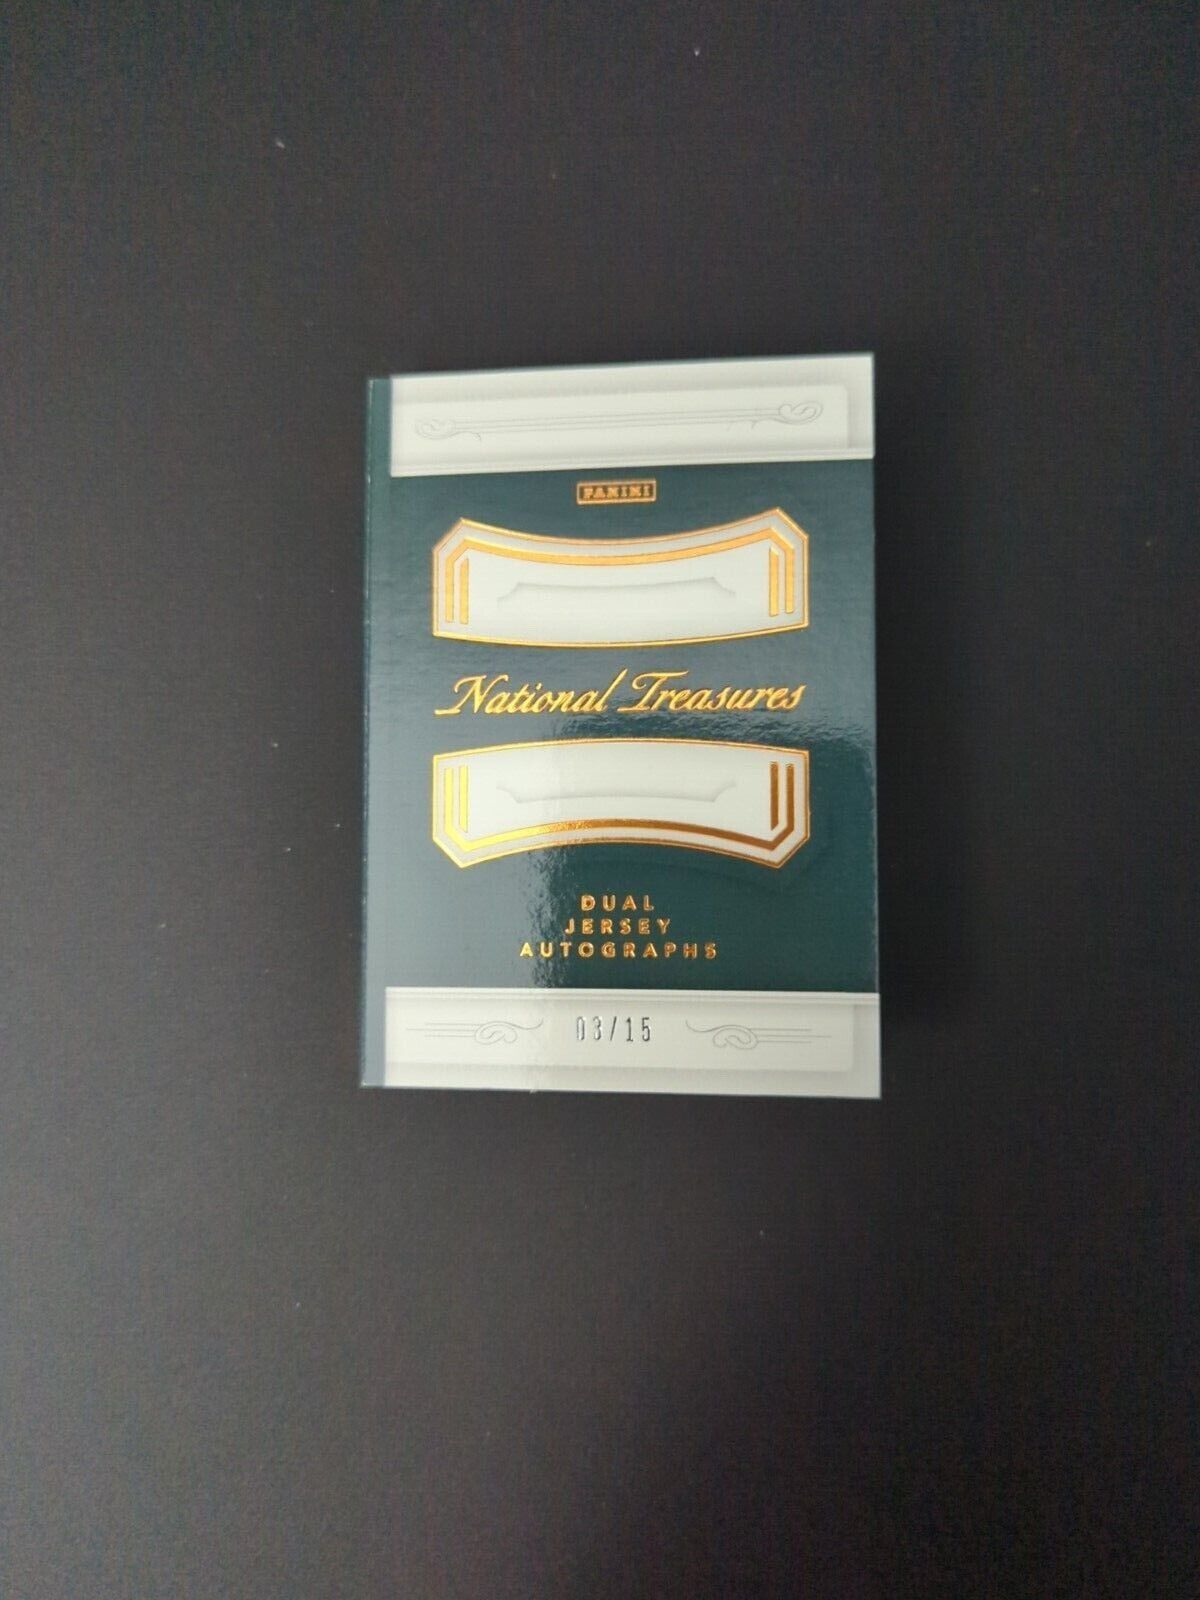 PANINI
National Treasures
DUAL
JERSEY
AUTOGRAPHS
03/15